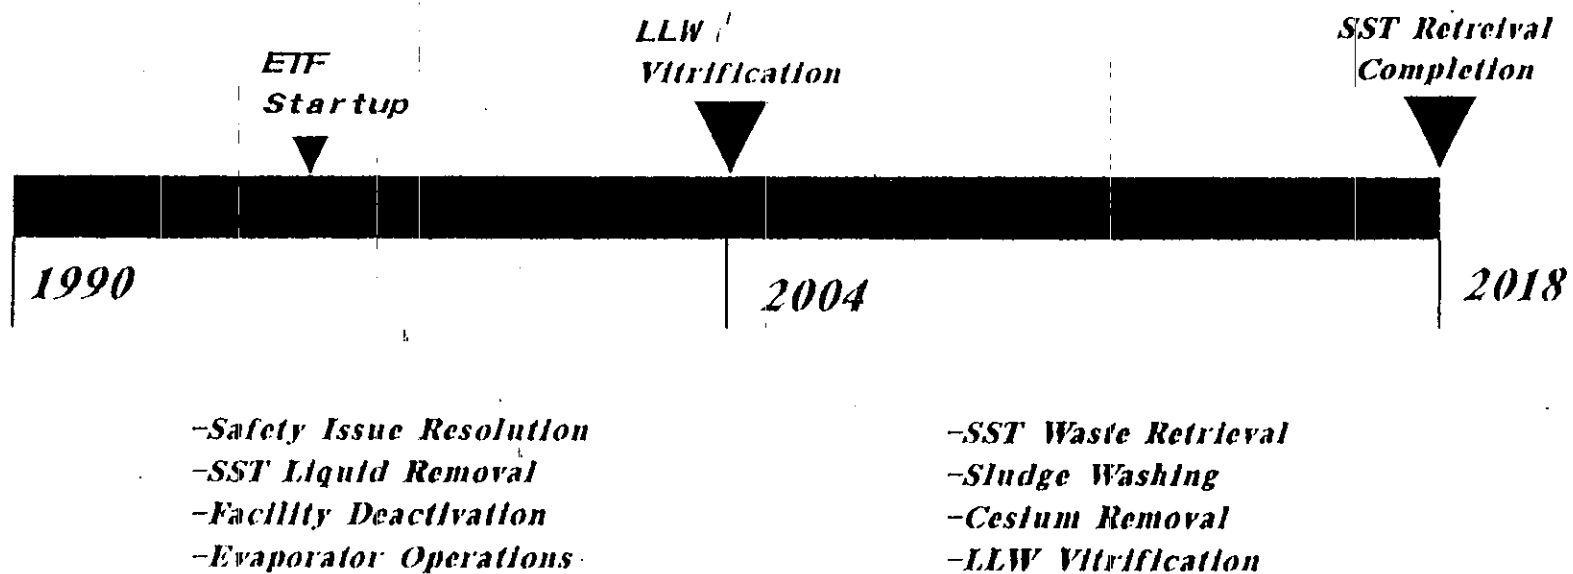 ETF
Startup
LLW
Vitrification
SST Retreival
Completion
1990
2004
2018
-Safety Issue Resolution
-SST Liquid Removal
-Facility Deactivation
-Evaporator Operations
-SST Waste Retrieval
-Sludge Washing
-Cesium Removal
-LLW Vitrification